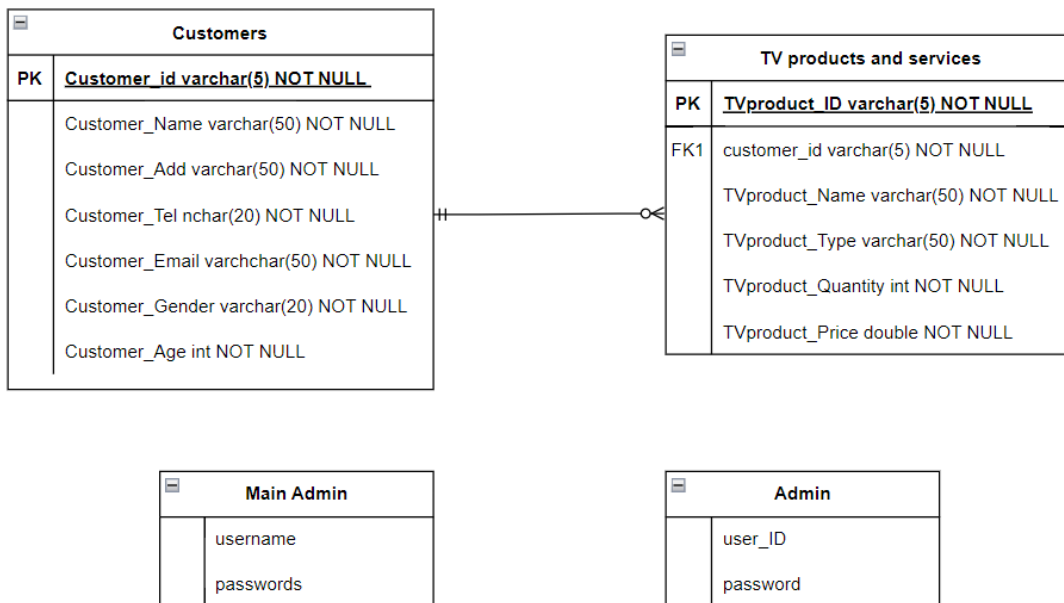 Customers
PK Customer_id varchar(5) NOT NULL
Customer_Name varchar(50) NOT NULL
Customer_Add varchar(50) NOT NULL
Customer_Tel nchar(20) NOT NULL
Customer_Email varchchar(50) NOT NULL
Customer_Gender varchar(20) NOT NULL
Customer_Age int NOT NULL
TV products and services
PK TVproduct_ID varchar(5) NOT NULL
FK1 customer_id varchar(5) NOT NULL
TVproduct_Name varchar(50) NOT NULL
TVproduct_Type varchar(50) NOT NULL
TVproduct_Quantity int NOT NULL
TVproduct_Price double NOT NULL
Main Admin
username
passwords
Admin
user_ID
password